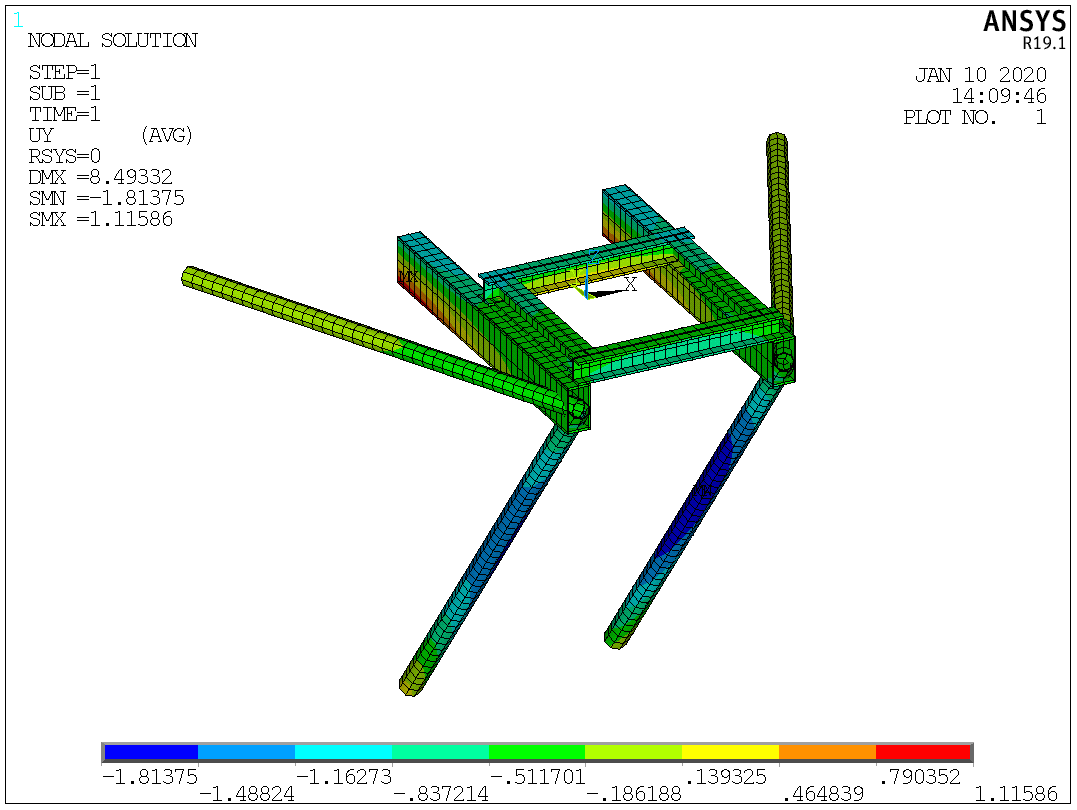 1
NODAL SOLUTION
STEP=1
SUB =1
TIME=1
UY (AVG)
RSYS=0
DMX =8.49332
SMN =-1.81375
SMX =1.11586
ANSYS
R19.1
JAN 10 2020
14:09:46
PLOT NO. 1
MX
X
-1.81375 -1.16273 -.511701 .139325 .790352
-1.48824 -.837214 -.186188 .464839 1.11586